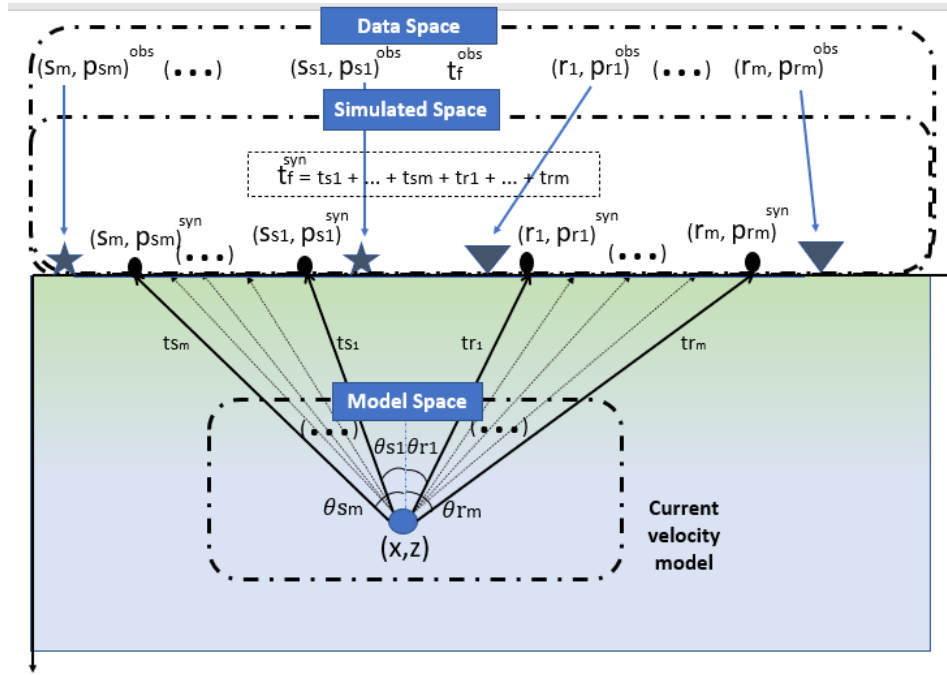 Data Space
(sm, psm)obs (...) (ss1, ps1)obs tfobs (r1, pr1)obs (...) (rm, prm)obs
Simulated Space
tfsyn = ts1 + ... + tsm + tr1 + ... + trm
(sm, psm)syn (...) (ss1, ps1)syn (r1, pr1)syn (...) (rm, prm)syn
tsm ts1 tr1 trm
Model Space
(...) (...)
θs1 θr1
θsm θrm
(x,z)
Current
velocity
model